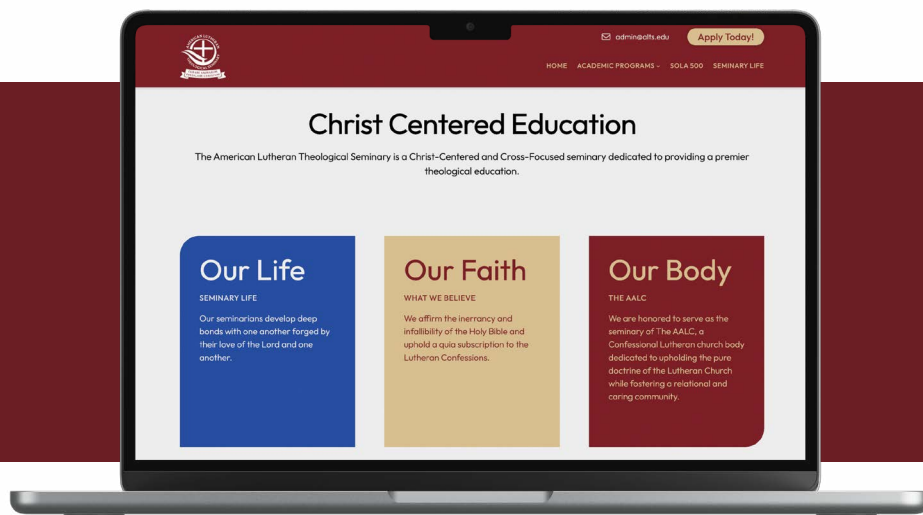 admin@alts.edu
Apply Today!
HOME
ACADEMIC PROGRAMS
SOLA 500
SEMINARY LIFE
AMERICAN LUTHERAN
THEOLOGICAL SEMINARY
Christ Centered Education
The American Lutheran Theological Seminary is a Christ-Centered and Cross-Focused seminary dedicated to providing a premier
theological education.
Our Life
SEMINARY LIFE
Our seminarians develop deep
bonds with one another forged by
their love of the Lord and one
another.
Our Faith
WHAT WE BELIEVE
We affirm the inerrancy and
infallibility of the Holy Bible and
uphold a quia subscription to the
Lutheran Confessions.
Our Body
THE AALC
We are honored to serve as the
seminary of The AALC, a
Confessional Lutheran church body
dedicated to upholding the pure
doctrine of the Lutheran Church
while fostering a relational and
caring community.